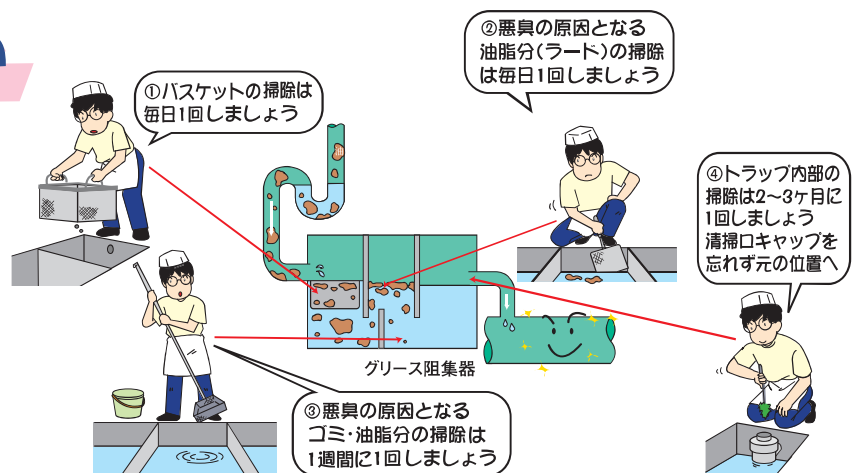 ①バスケットの掃除は
毎日1回しましょう
②悪臭の原因となる
油脂分(ラード)の掃除
は毎日1回しましょう
④トラップ内部の
掃除は2〜3ヶ月に
1回しましょう
清掃口キャップを
忘れず元の位置へ
グリース阻集器
③悪臭の原因となる
ゴミ・油脂分の掃除は
1週間に1回しましょう